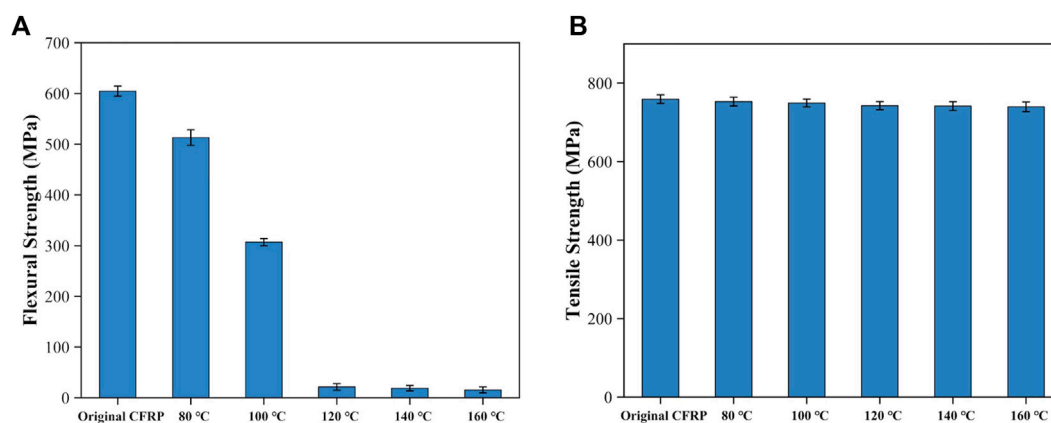 A
Flexural Strength (MPa)
700
600
500
400
300
200
100
0
Original CFRP 80 °C 100 °C 120 °C 140 °C 160 °C
B
Tensile Strength (MPa)
800
600
400
200
0
Original CFRP 80 °C 100 °C 120 °C 140 °C 160 °C